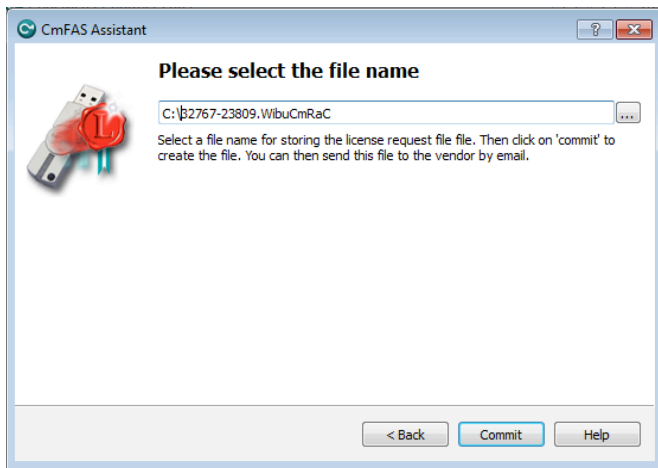 CmFAS Assistant
Please select the file name
C:\32767-23809.WibuCmRaC
...
Select a file name for storing the license request file file. Then click on 'commit' to
create the file. You can then send this file to the vendor by email.
L
< Back
Commit
Help